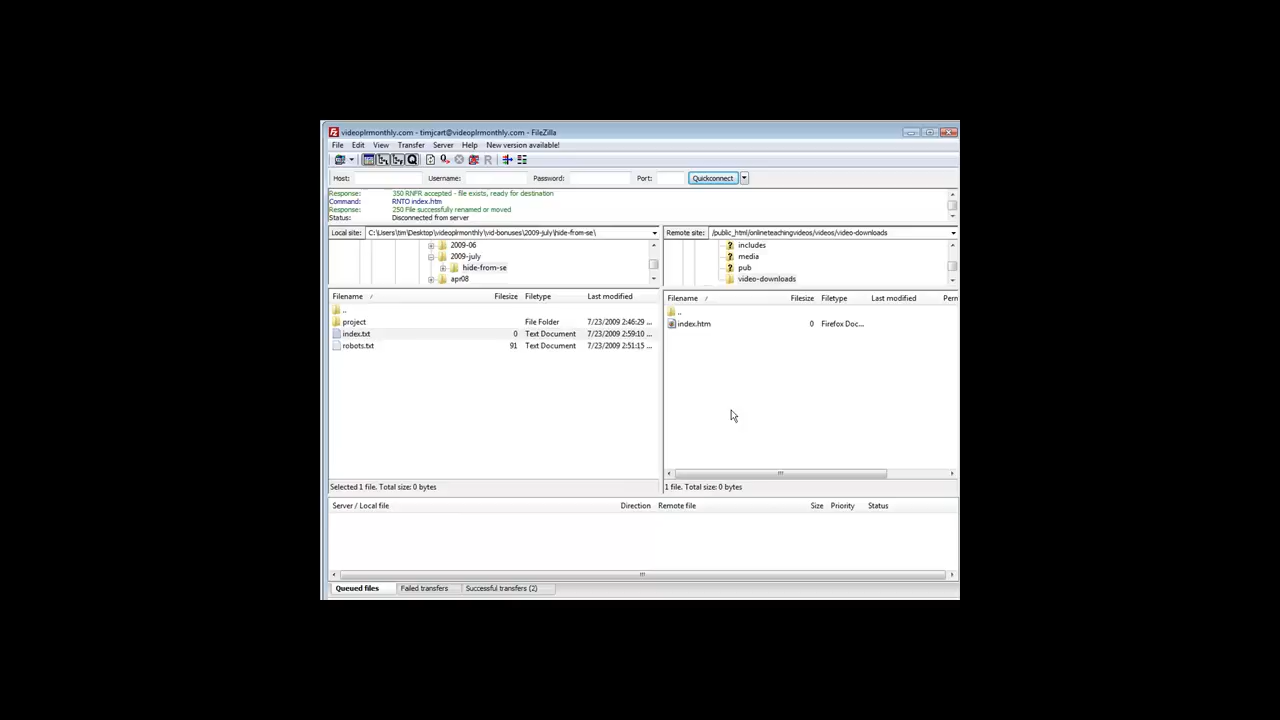 videoplrmonthly.com - timjcart@videoplrmonthly.com - FileZilla
File Edit View Transfer Server Help New version available!
Host: Username: Password: Port: Quickconnect
Response: 350 RNFR accepted - file exists, ready for destination
Command: RNTO index.htm
Response: 250 File successfully renamed or moved
Status: Disconnected from server
Local site: C:\Users\tim\Desktop\videoplrmonthly\vid-bonuses\2009-july\hide-from-se\
2009-06
2009-july
hide-from-se
apr08
Filename / Filesize Filetype Last modified
..
project File Folder 7/23/2009 2:46:29 ...
index.txt 0 Text Document 7/23/2009 2:59:10 ...
robots.txt 91 Text Document 7/23/2009 2:51:15 ...
Selected 1 file. Total size: 0 bytes
Remote site: /public_html/onlineteachingvideos/videos/video-downloads
includes
media
pub
video-downloads
Filename / Filesize Filetype Last modified Perm
..
index.htm 0 Firefox Doc...
1 file. Total size: 0 bytes
Server / Local file Direction Remote file Size Priority Status
Queued files Failed transfers Successful transfers (2)